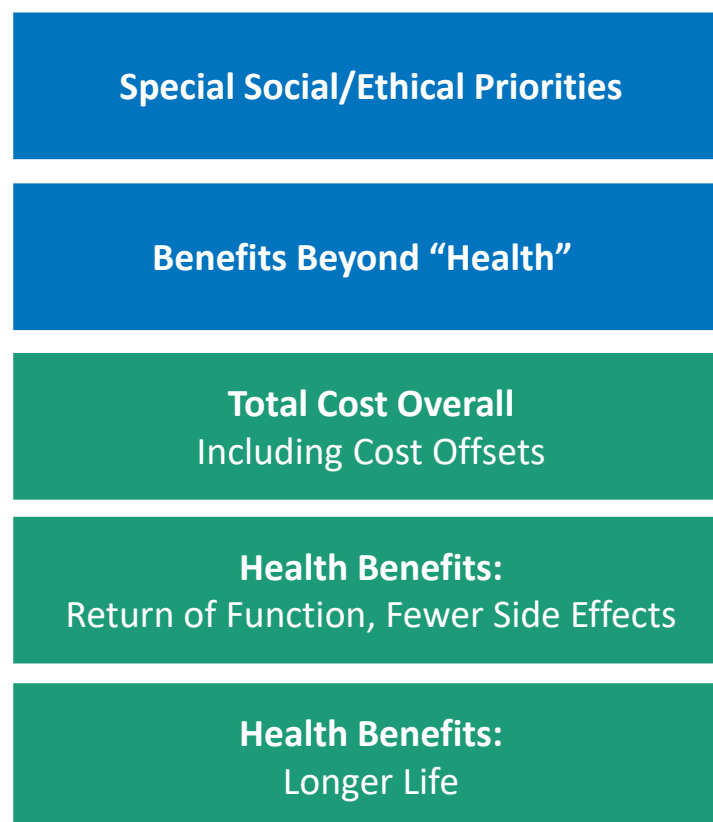 Special Social/Ethical Priorities
Benefits Beyond “Health”
Total Cost Overall
Including Cost Offsets
Health Benefits:
Return of Function, Fewer Side Effects
Health Benefits:
Longer Life